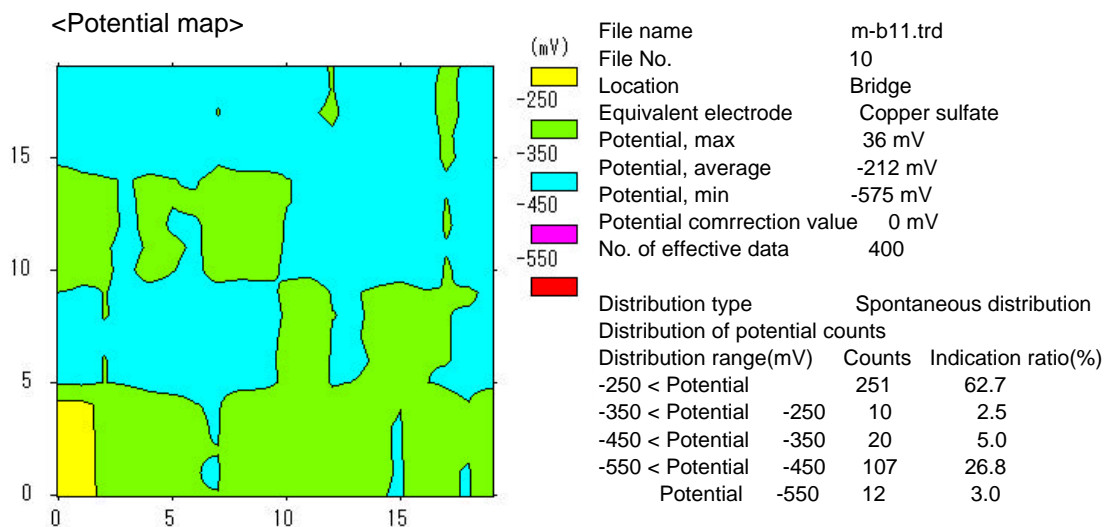 <Potential map>
(mV)
-250
-350
-450
-550
15
10
5
0
0 5 10 15
File name m-b11.trd
File No. 10
Location Bridge
Equivalent electrode Copper sulfate
Potential, max 36 mV
Potential, average -212 mV
Potential, min -575 mV
Potential comrrection value 0 mV
No. of effective data 400
Distribution type Spontaneous distribution
Distribution of potential counts
Distribution range(mV) Counts Indication ratio(%)
-250 < Potential 251 62.7
-350 < Potential -250 10 2.5
-450 < Potential -350 20 5.0
-550 < Potential -450 107 26.8
Potential -550 12 3.0